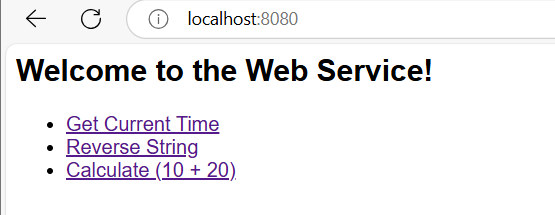 localhost:8080
Welcome to the Web Service!
Get Current Time
Reverse String
Calculate (10 + 20)